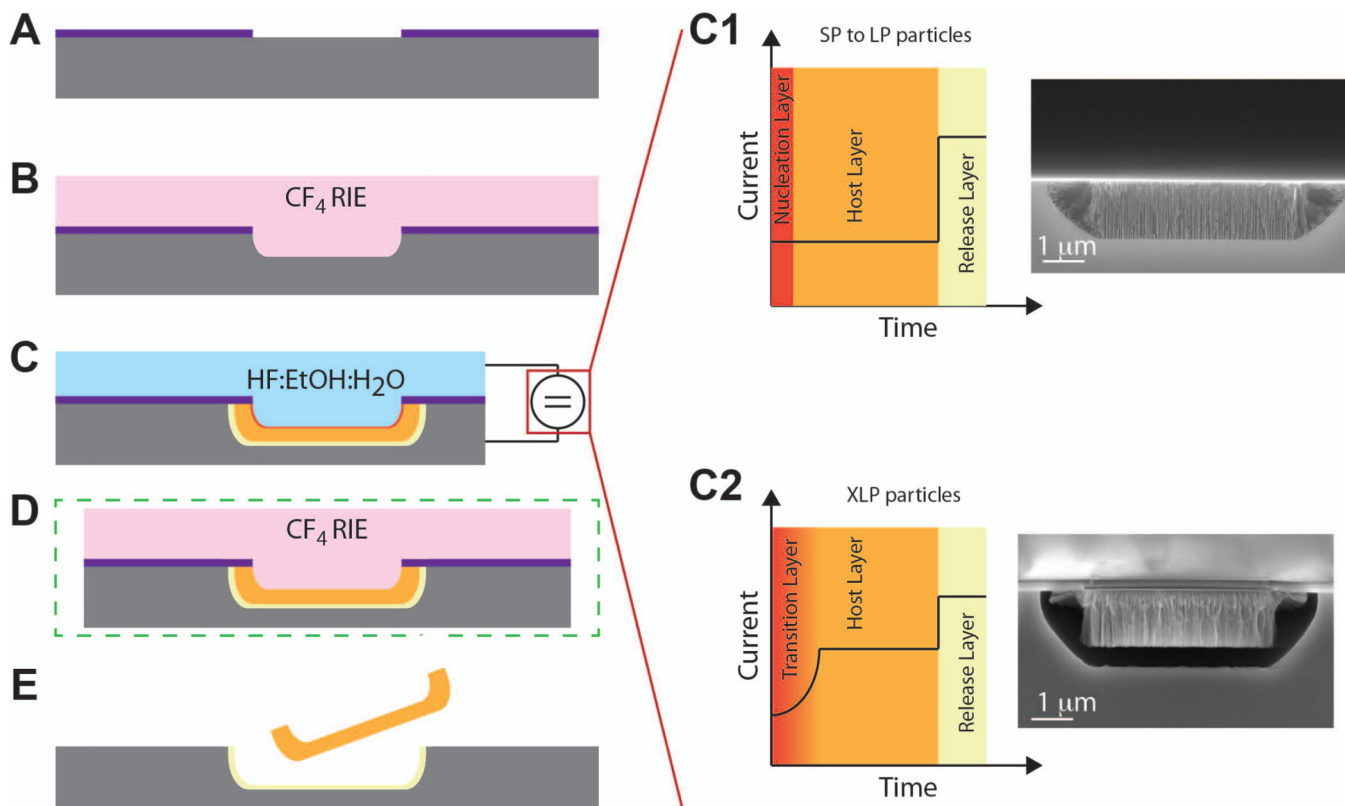 A
B
CF4 RIE
C
HF:EtOH:H2O
=
D
CF4 RIE
E
C1
SP to LP particles
Current
Nucleation Layer
Host Layer
Release Layer
Time
1 μm
C2
XLP particles
Current
Transition Layer
Host Layer
Release Layer
Time
1 μm